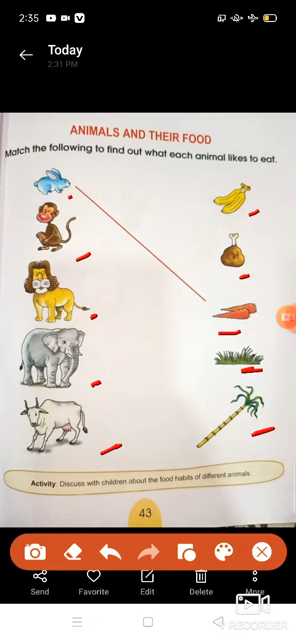 2:35
Today
2:31 PM
ANIMALS AND THEIR FOOD
Match the following to find out what each animal likes to eat.
Activity: Discuss with children about the food habits of different animals.
43
Send
Favorite
Edit
Delete
More
RECORDER